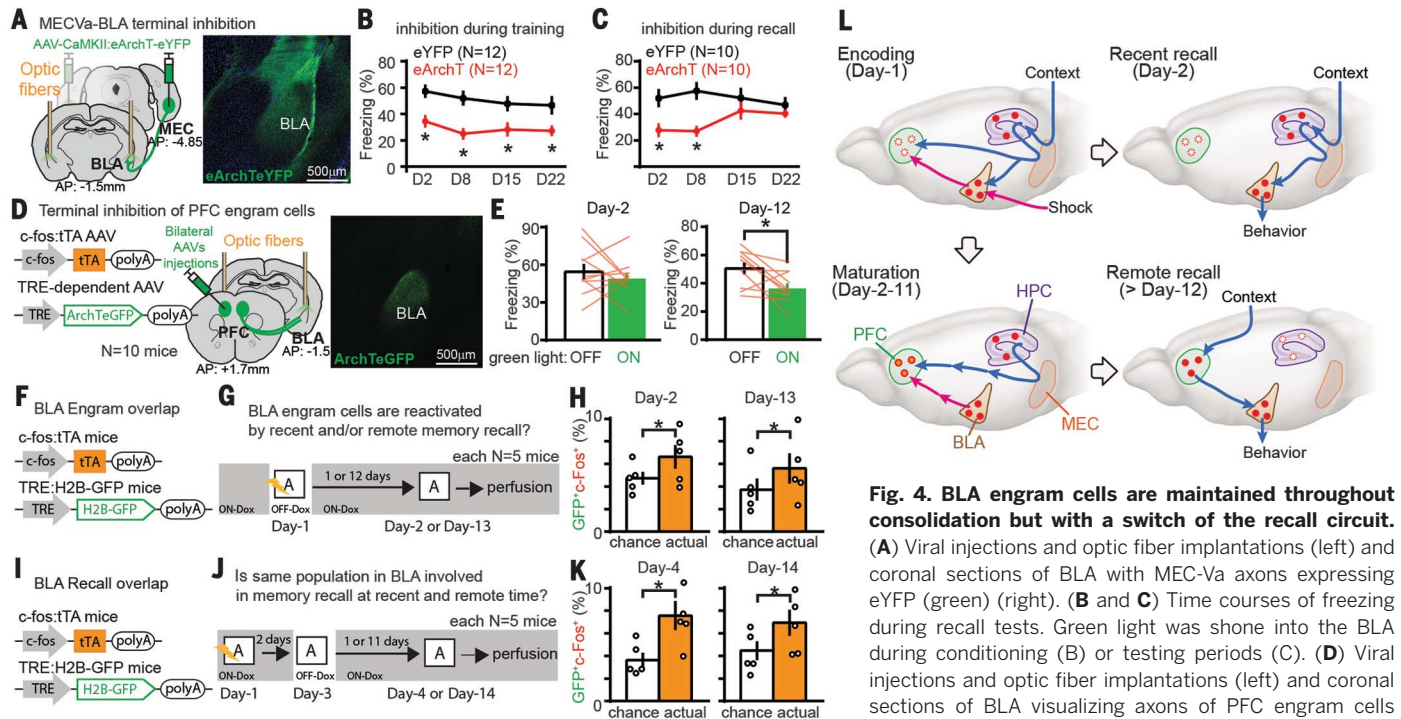 A MECVa-BLA terminal inhibition
AAV-CaMKII:eArchT-eYFP
Optic
fibers
MEC
AP: -4.85
BLA
AP: -1.5mm
BLA
500μm
eArchTeYFP
B inhibition during training
eYFP (N=12)
eArchT (N=12)
Freezing (%)
80
60
40
20
* * * *
D2 D8 D15 D22
C inhibition during recall
eYFP (N=10)
eArchT (N=10)
Freezing (%)
80
60
40
20
* *
D2 D8 D15 D22
D Terminal inhibition of PFC engram cells
c-fos:tTA AAV
c-fos tTA polyA
TRE-dependent AAV
TRE ArchTeGFP polyA
N=10 mice
Bilateral
AAVs
injections
Optic fibers
PFC
AP: +1.7mm
BLA
AP: -1.5
BLA
ArchTeGFP
500μm
E Day-2
Freezing (%)
90
60
30
0
green light: OFF ON
Day-12
*
Freezing (%)
80
60
40
20
0
OFF ON
F BLA Engram overlap
c-fos:tTA mice
c-fos tTA polyA
TRE:H2B-GFP mice
TRE H2B-GFP polyA
G BLA engram cells are reactivated
by recent and/or remote memory recall?
each N=5 mice
A 1 or 12 days A perfusion
ON-Dox OFF-Dox ON-Dox
Day-1 Day-2 or Day-13
H Day-2 Day-13
GFP⁺c-Fos⁺ (%)
10
0
*
chance actual
10
0
*
chance actual
I BLA Recall overlap
c-fos:tTA mice
c-fos tTA polyA
TRE:H2B-GFP mice
TRE H2B-GFP polyA
J Is same population in BLA involved
in memory recall at recent and remote time?
each N=5 mice
A 2 days A 1 or 11 days A perfusion
ON-Dox OFF-Dox ON-Dox
Day-1 Day-3 Day-4 or Day-14
K Day-4 Day-14
GFP⁺c-Fos⁺ (%)
10
0
*
chance actual
10
0
*
chance actual
L
Encoding
(Day-1)
Context
Shock
Recent recall
(Day-2)
Context
Behavior
Maturation
(Day-2-11)
HPC
PFC
BLA
MEC
Remote recall
(> Day-12)
Context
Behavior
Fig. 4. BLA engram cells are maintained throughout
consolidation but with a switch of the recall circuit.
(A) Viral injections and optic fiber implantations (left) and
coronal sections of BLA with MEC-Va axons expressing
eYFP (green) (right). (B and C) Time courses of freezing
during recall tests. Green light was shone into the BLA
during conditioning (B) or testing periods (C). (D) Viral
injections and optic fiber implantations (left) and coronal
sections of BLA visualizing axons of PFC engram cells